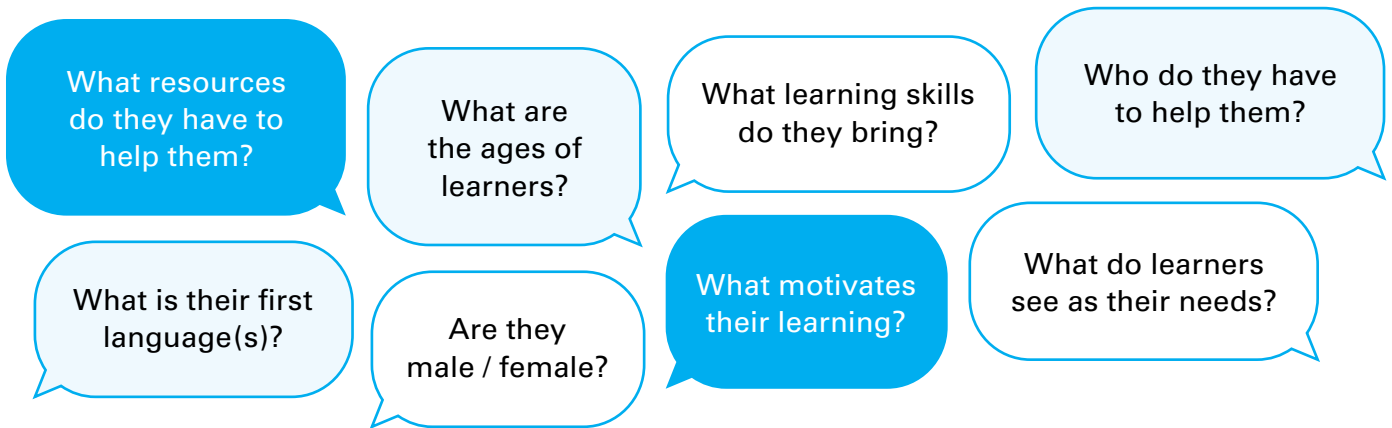 What resources
do they have to
help them?
What are
the ages of
learners?
What learning skills
do they bring?
Who do they have
to help them?
What is their first
language(s)?
Are they
male / female?
What motivates
their learning?
What do learners
see as their needs?